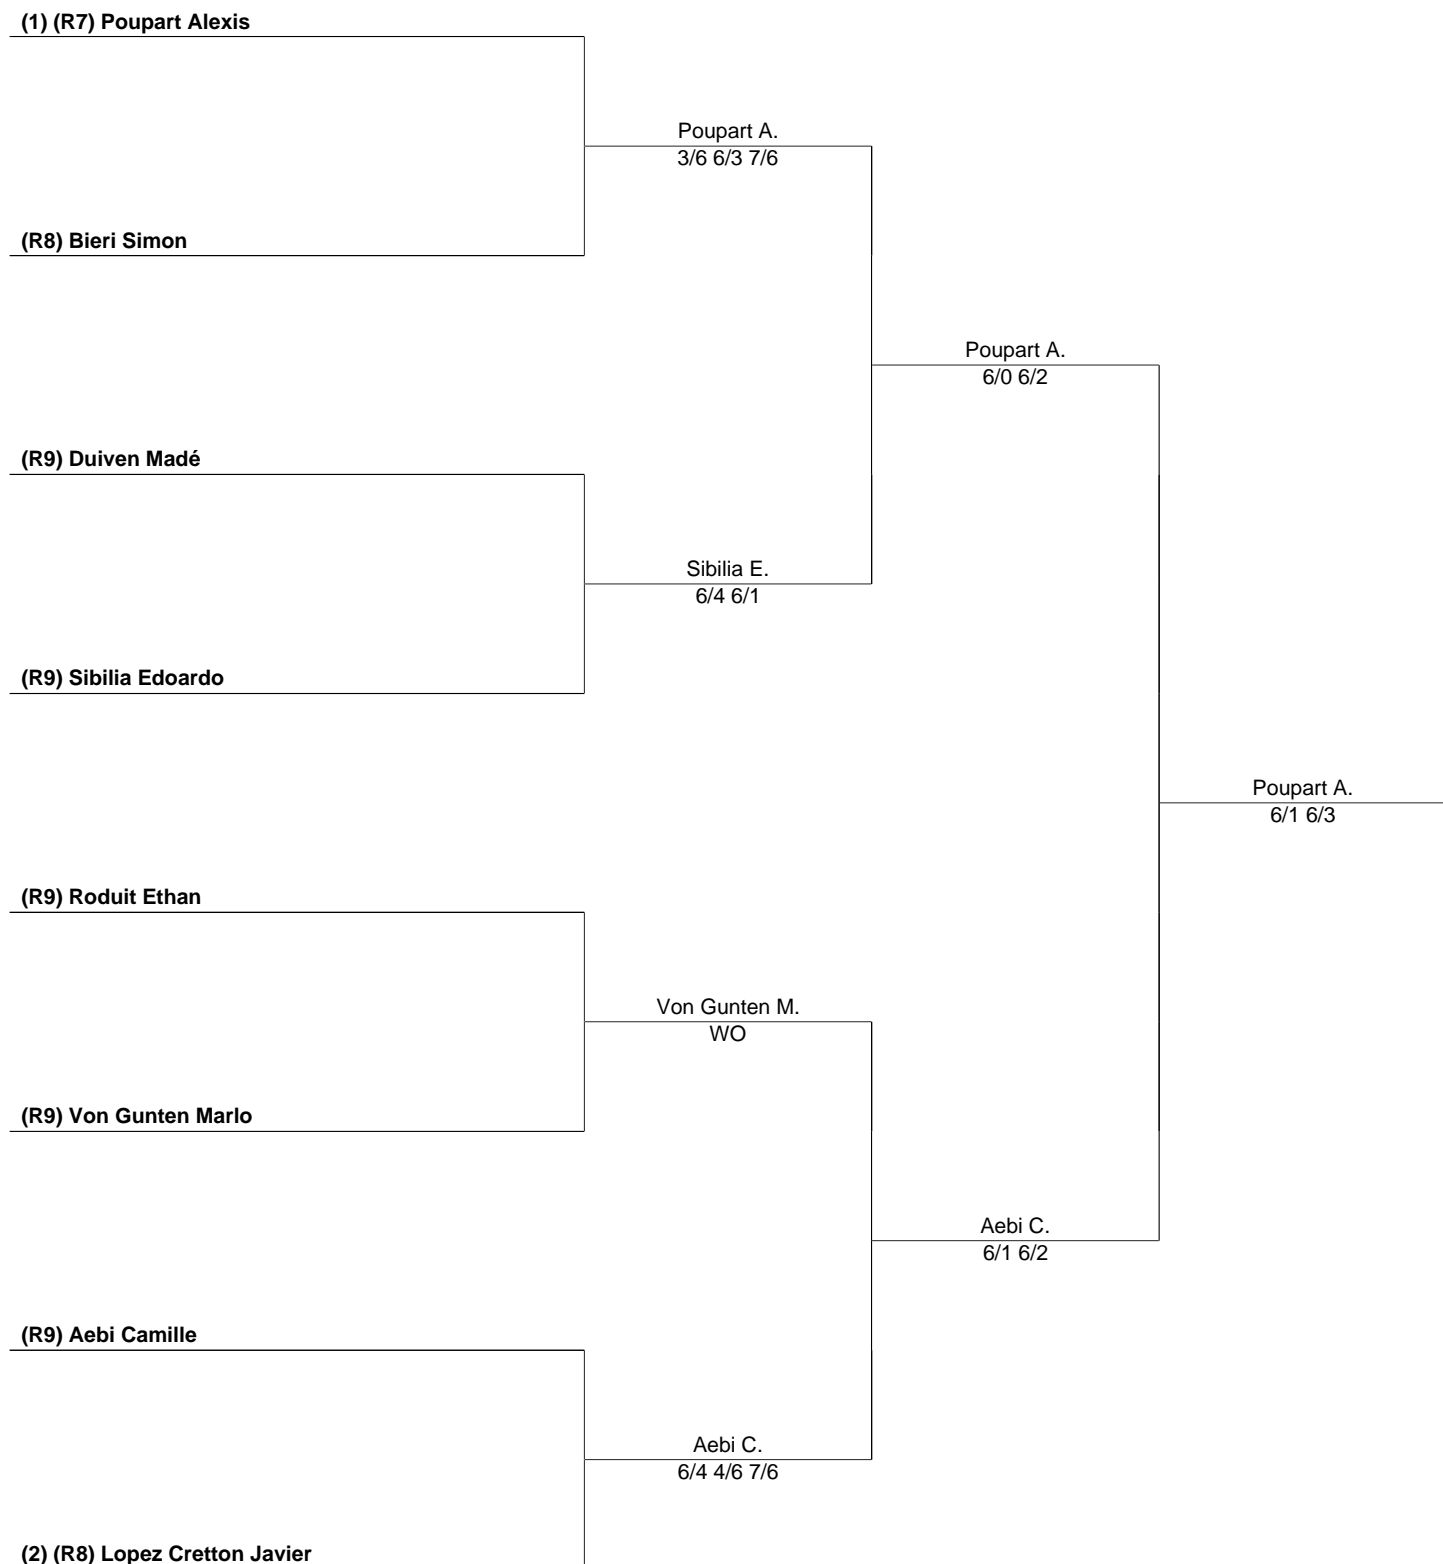 (1) (R7) Poupart Alexis
Poupart A.
3/6 6/3 7/6
(R8) Bieri Simon
Poupart A.
6/0 6/2
(R9) Duiven Madé
Sibilia E.
6/4 6/1
(R9) Sibilia Edoardo
Poupart A.
6/1 6/3
(R9) Roduit Ethan
Von Gunten M.
WO
(R9) Von Gunten Marlo
Aebi C.
6/1 6/2
(R9) Aebi Camille
Aebi C.
6/4 4/6 7/6
(2) (R8) Lopez Cretton Javier